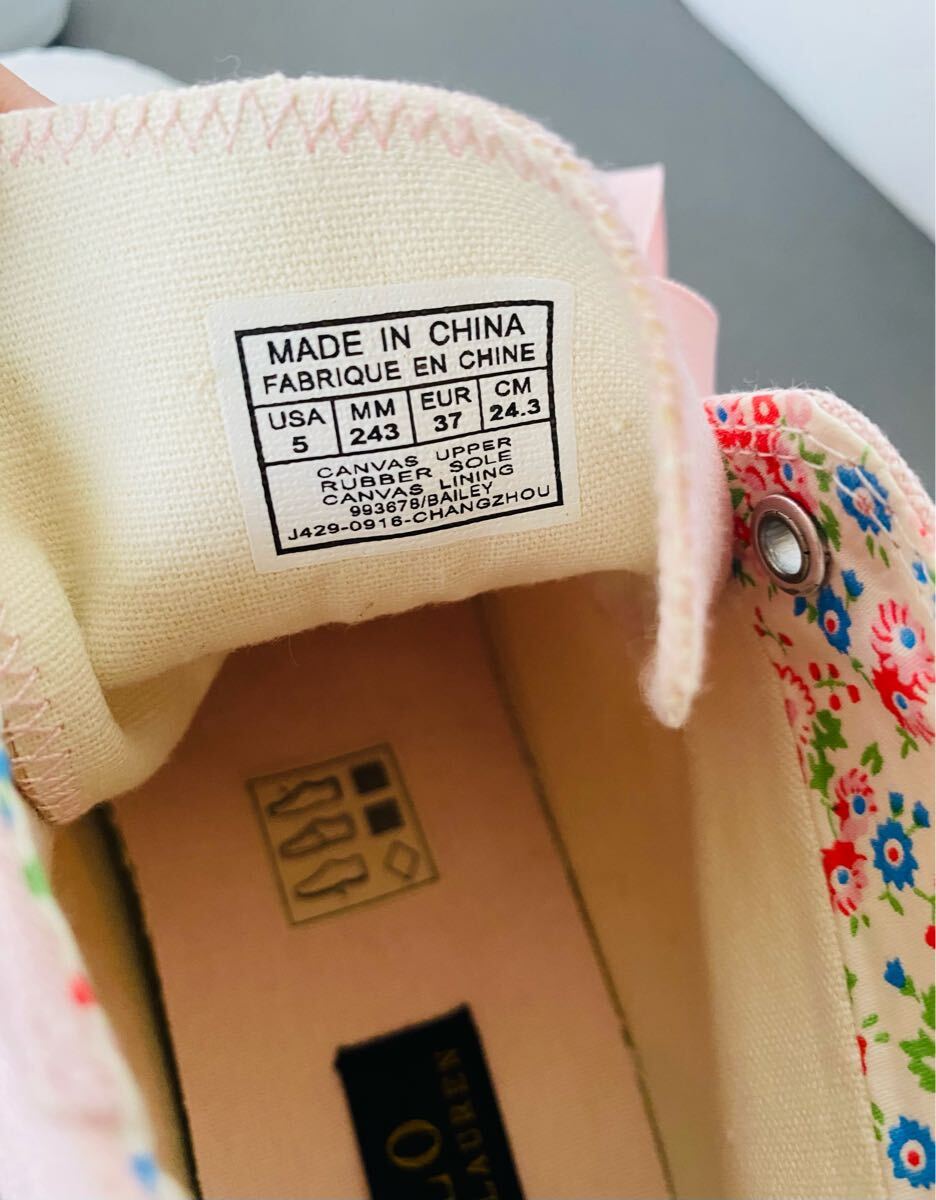 MADE IN CHINA
FABRIQUE EN CHINE
USA MM EUR CM
5 243 37 24.3
CANVAS UPPER
RUBBER SOLE
CANVAS LINING
993678/BAILEY
J429-0916-CHANGZHOU
LAUREN